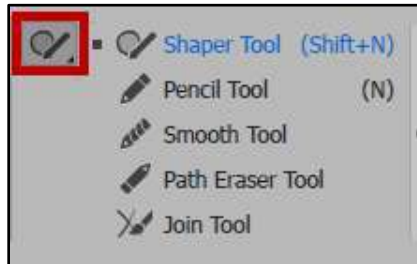 Shaper Tool (Shift+N)
Pencil Tool (N)
Smooth Tool
Path Eraser Tool
Join Tool